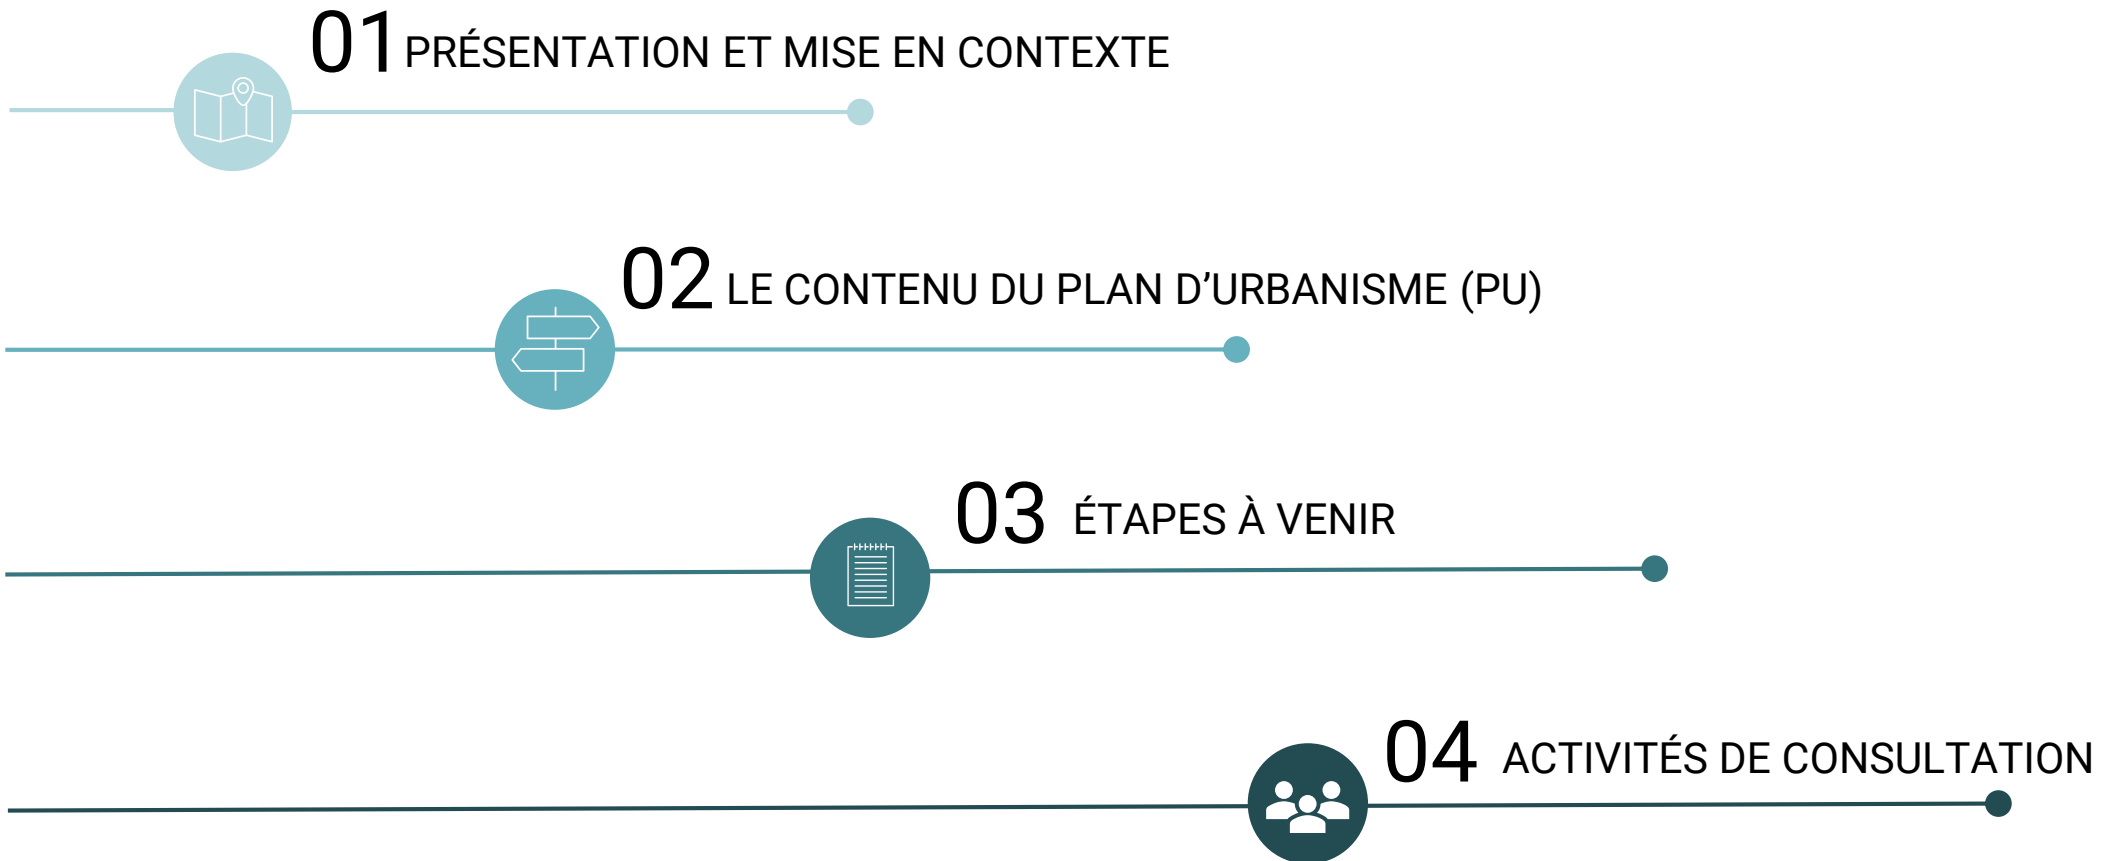 01 PRÉSENTATION ET MISE EN CONTEXTE
02 LE CONTENU DU PLAN D’URBANISME (PU)
03 ÉTAPES À VENIR
04 ACTIVITÉS DE CONSULTATION